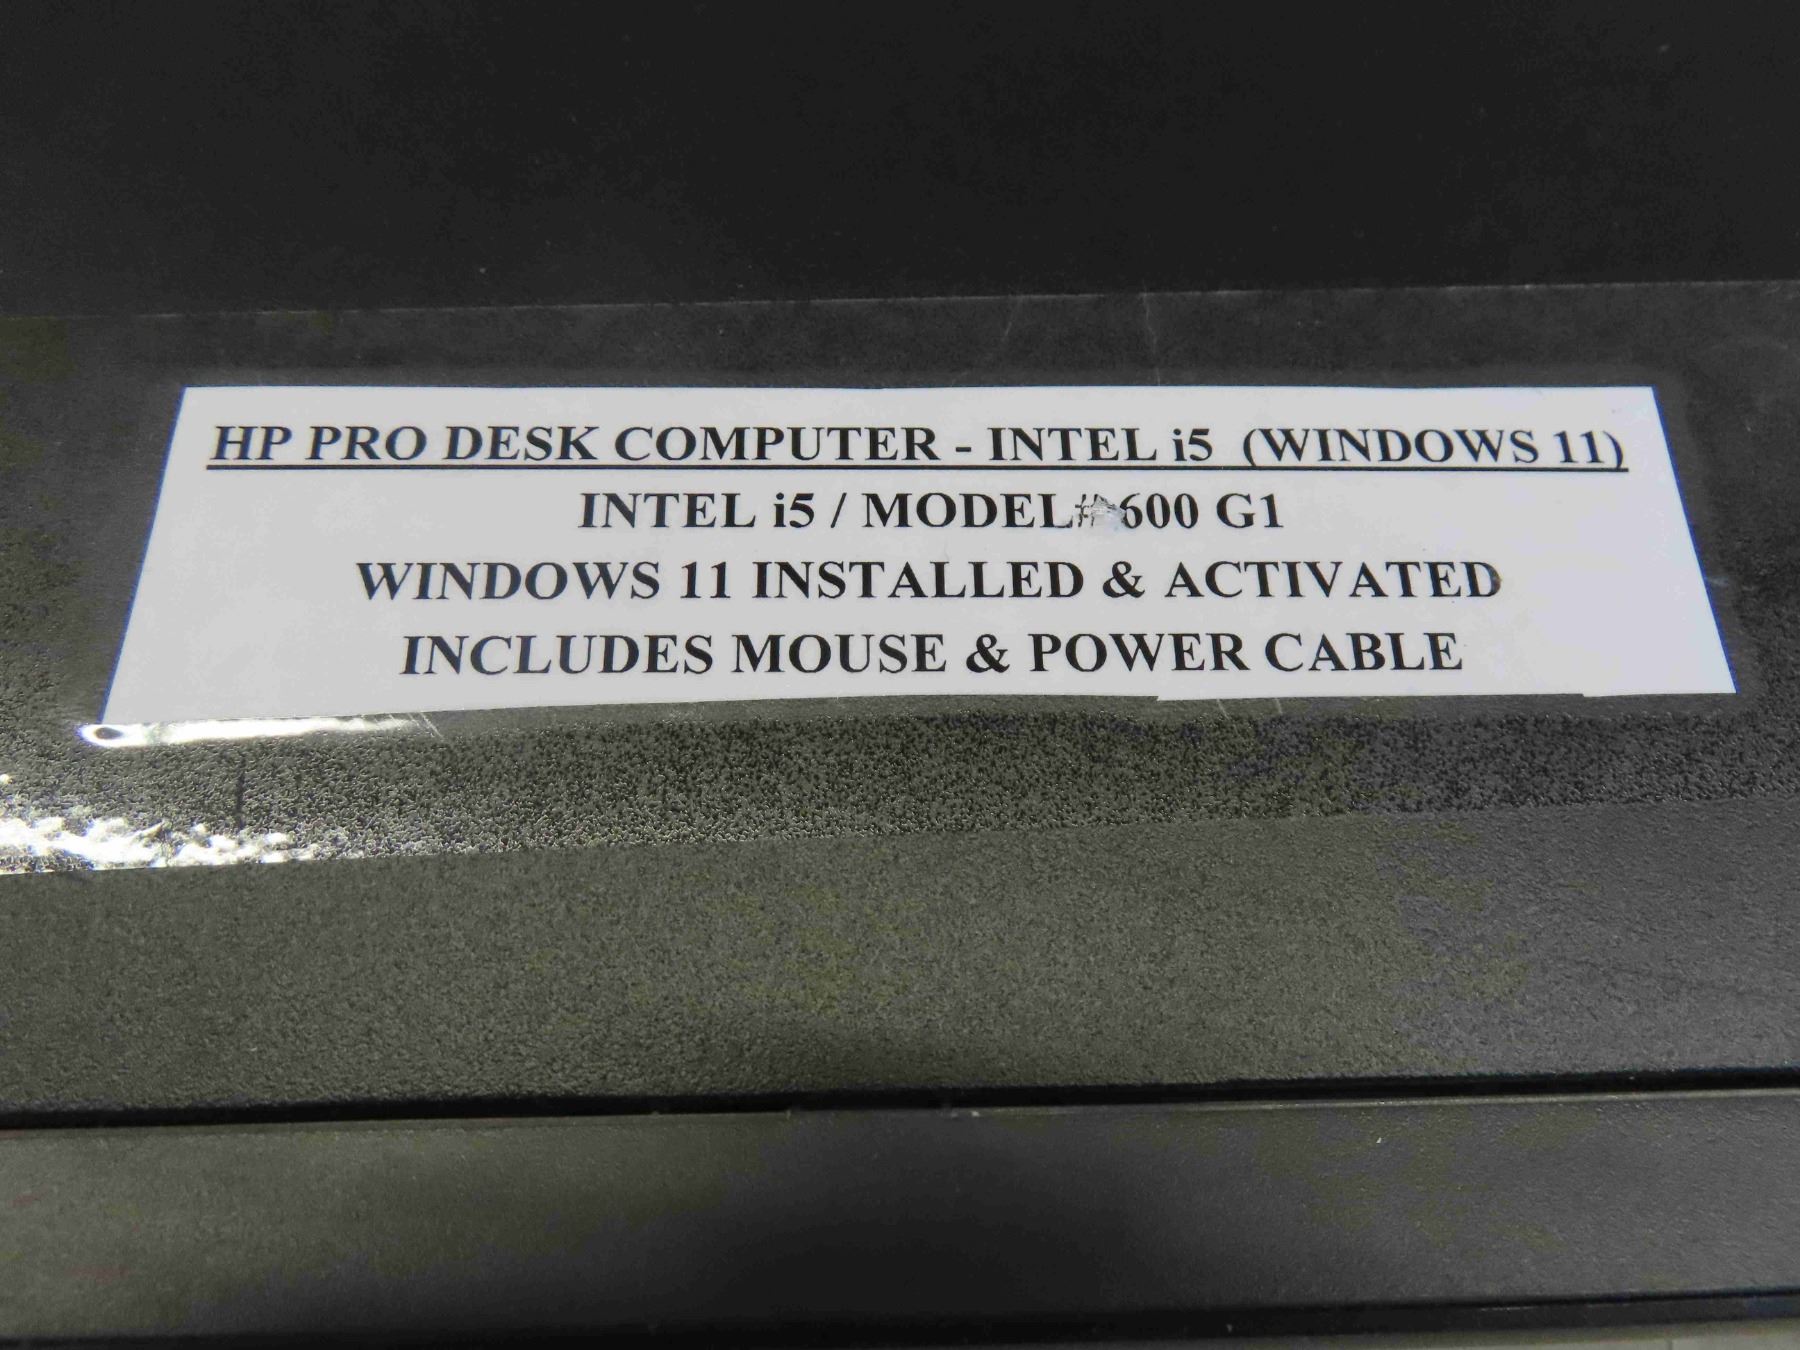 HP PRO DESK COMPUTER - INTEL i5 (WINDOWS 11)
INTEL i5 / MODEL# 600 G1
WINDOWS 11 INSTALLED & ACTIVATED
INCLUDES MOUSE & POWER CABLE